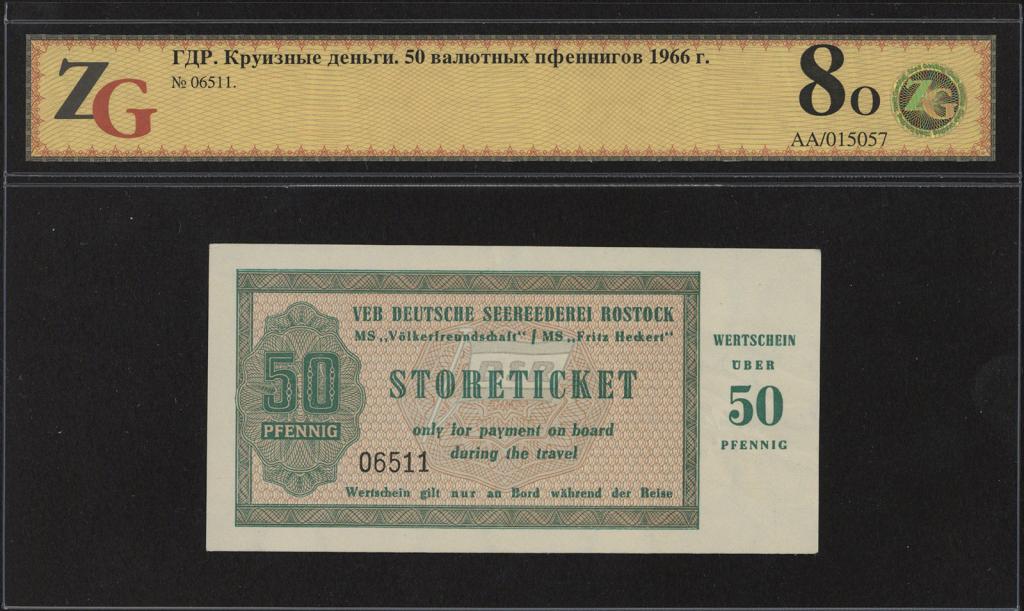 ZG
ГДР. Круизные деньги. 50 валютных пфеннигов 1966 г.
№ 06511.
8о
ZG
AA/015057
VEB DEUTSCHE SEEREEDEREI ROSTOCK
MS „Völkerfreundschaft" / MS „Fritz Heckert"
50
PFENNIG
DSR
STORETICKET
only for payment on board
during the travel
06511
Wertschein gilt nur an Bord während der Reise
WERTSCHEIN
ÜBER
50
PFENNIG